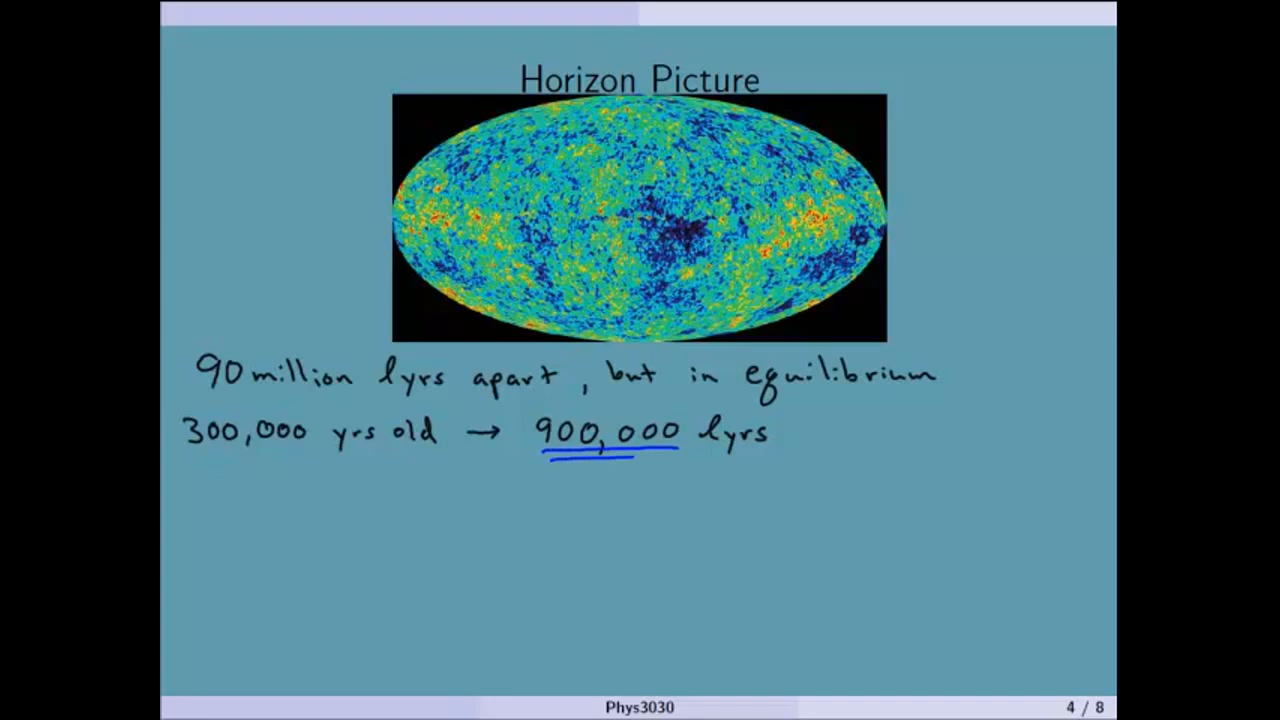 Horizon Picture
90 million lyrs apart, but in equilibrium
300,000 yrs old → 900,000 lyrs
Phys3030
4 / 8